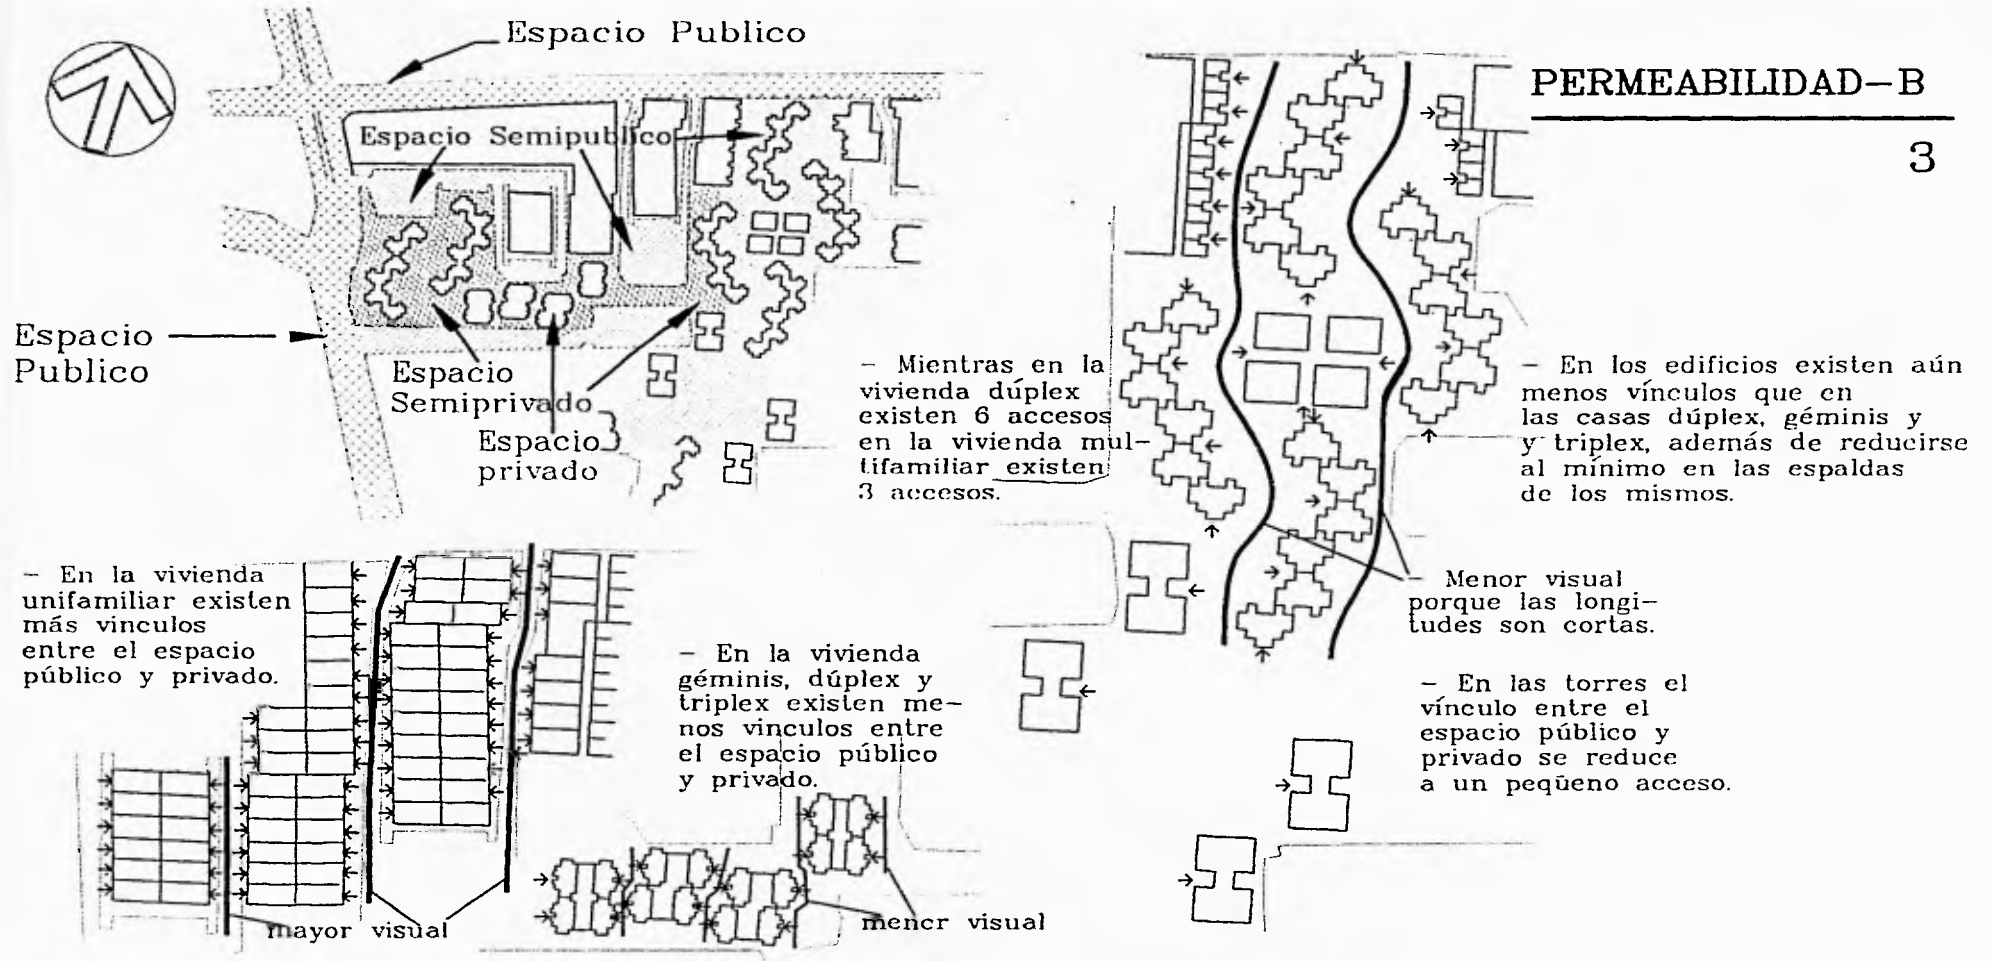 Espacio Publico
PERMEABILIDAD-B
3
Espacio Semipublico
Espacio
Publico
Espacio
Semiprivado
Espacio
privado
- Mientras en la
vivienda dúplex
existen 6 accesos
en la vivienda mul-
tifamiliar existen
3 accesos.
- En los edificios existen aún
menos vínculos que en
las casas dúplex, géminis y
y triplex, además de reducirse
al mínimo en las espaldas
de los mismos.
- En la vivienda
unifamiliar existen
más vinculos
entre el espacio
público y privado.
- En la vivienda
géminis, dúplex y
triplex existen me-
nos vinculos entre
el espacio público
y privado.
- Menor visual
porque las longi-
tudes son cortas.
- En las torres el
vínculo entre el
espacio público y
privado se reduce
a un peqüeno acceso.
mayor visual
menor visual